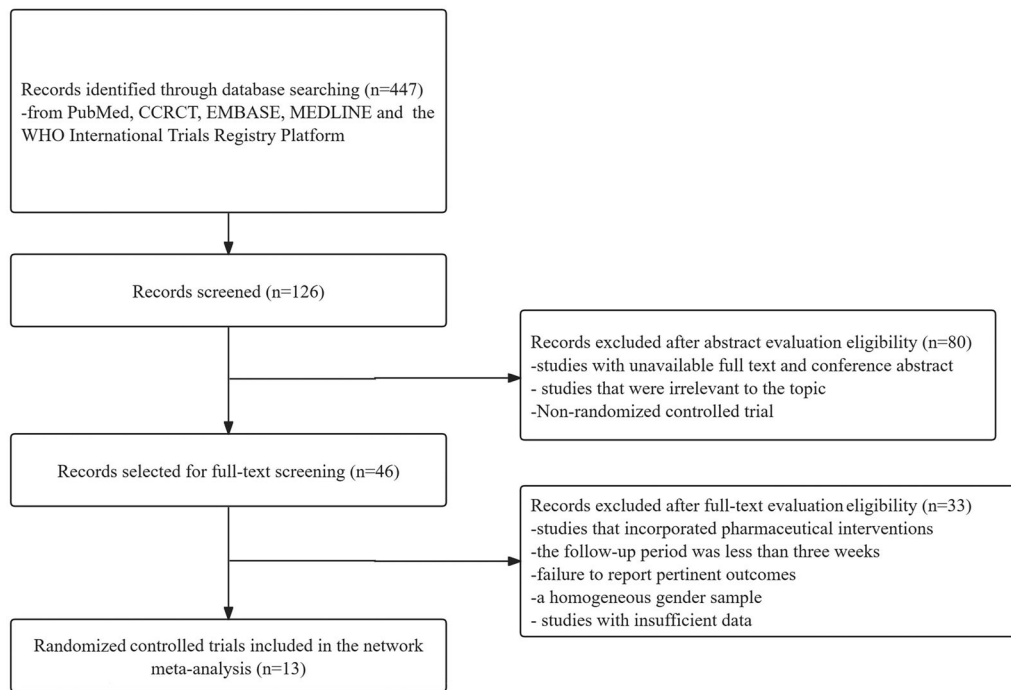 Records identified through database searching (n=447)
-from PubMed, CCRCT, EMBASE, MEDLINE and the
WHO International Trials Registry Platform
Records screened (n=126)
Records excluded after abstract evaluation eligibility (n=80)
-studies with unavailable full text and conference abstract
- studies that were irrelevant to the topic
-Non-randomized controlled trial
Records selected for full-text screening (n=46)
Records excluded after full-text evaluation eligibility (n=33)
-studies that incorporated pharmaceutical interventions
-the follow-up period was less than three weeks
-failure to report pertinent outcomes
-a homogeneous gender sample
- studies with insufficient data
Randomized controlled trials included in the network
meta-analysis (n=13)